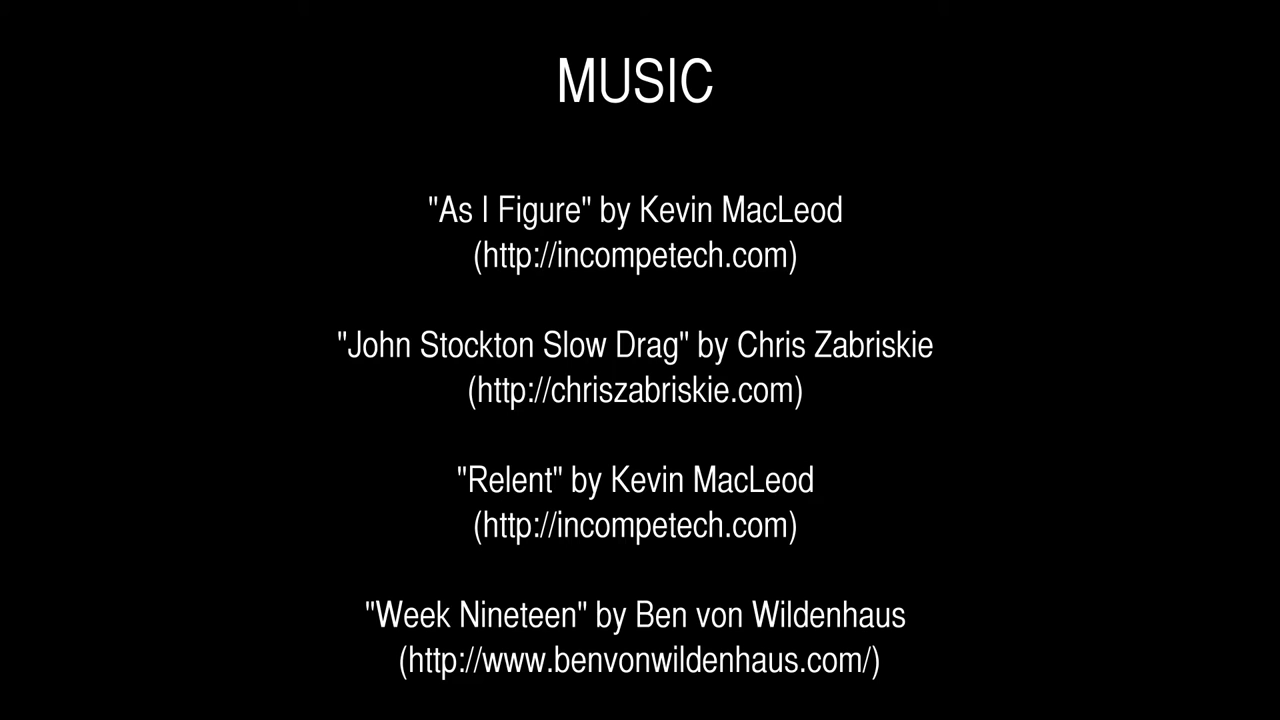 MUSIC
"As I Figure" by Kevin MacLeod
(http://incompetech.com)
"John Stockton Slow Drag" by Chris Zabriskie
(http://chriszabriskie.com)
"Relent" by Kevin MacLeod
(http://incompetech.com)
"Week Nineteen" by Ben von Wildenhaus
(http://www.benvonwildenhaus.com/)